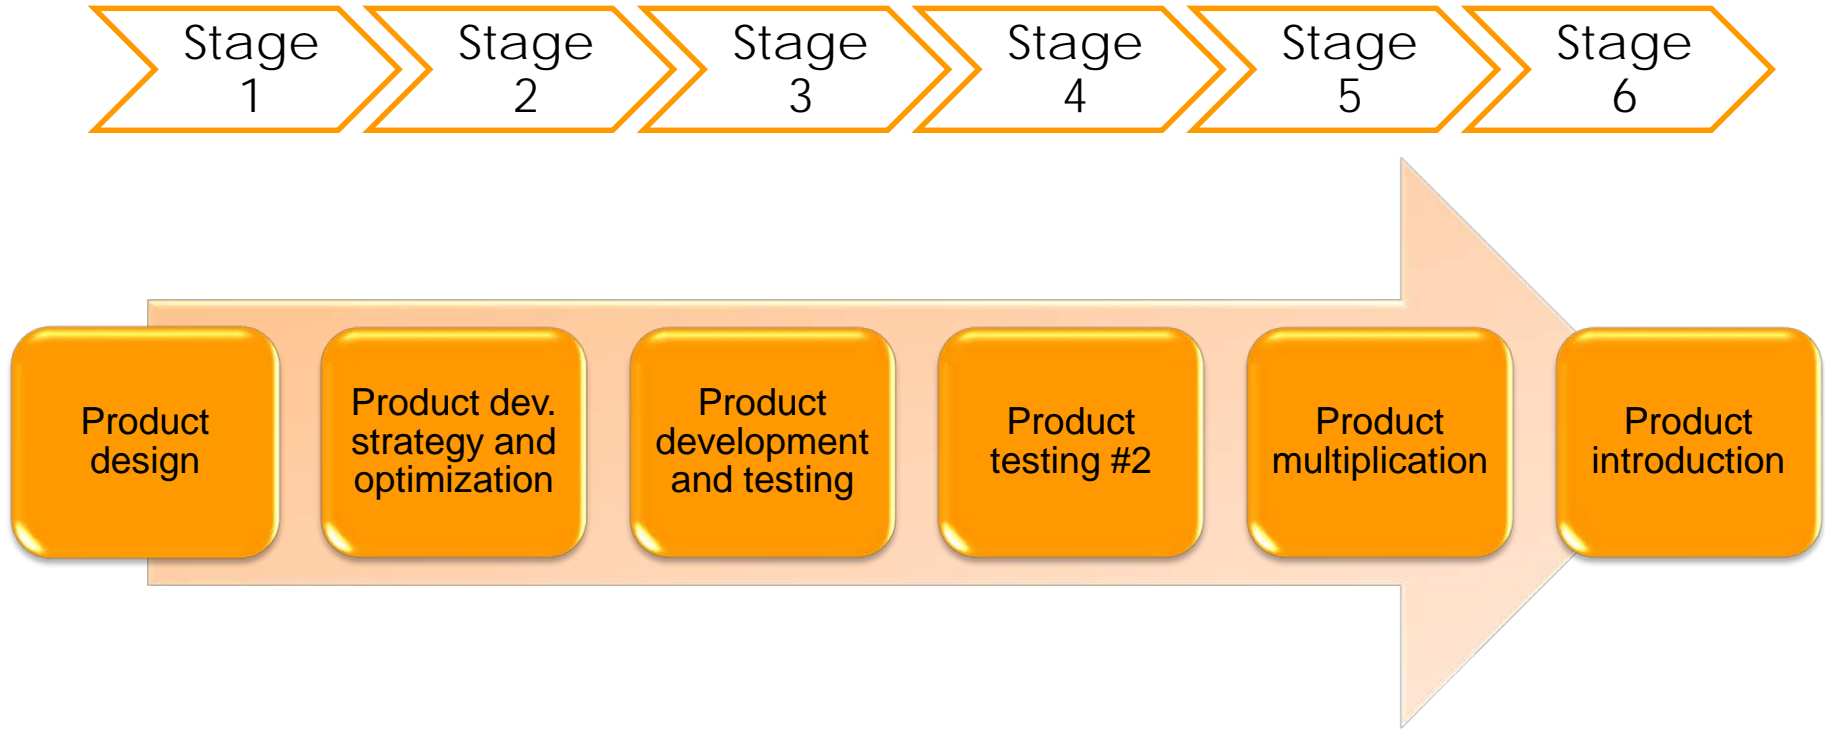 Stage
1
Stage
2
Stage
3
Stage
4
Stage
5
Stage
6
Product
design
Product dev.
strategy and
optimization
Product
development
and testing
Product
testing #2
Product
multiplication
Product
introduction